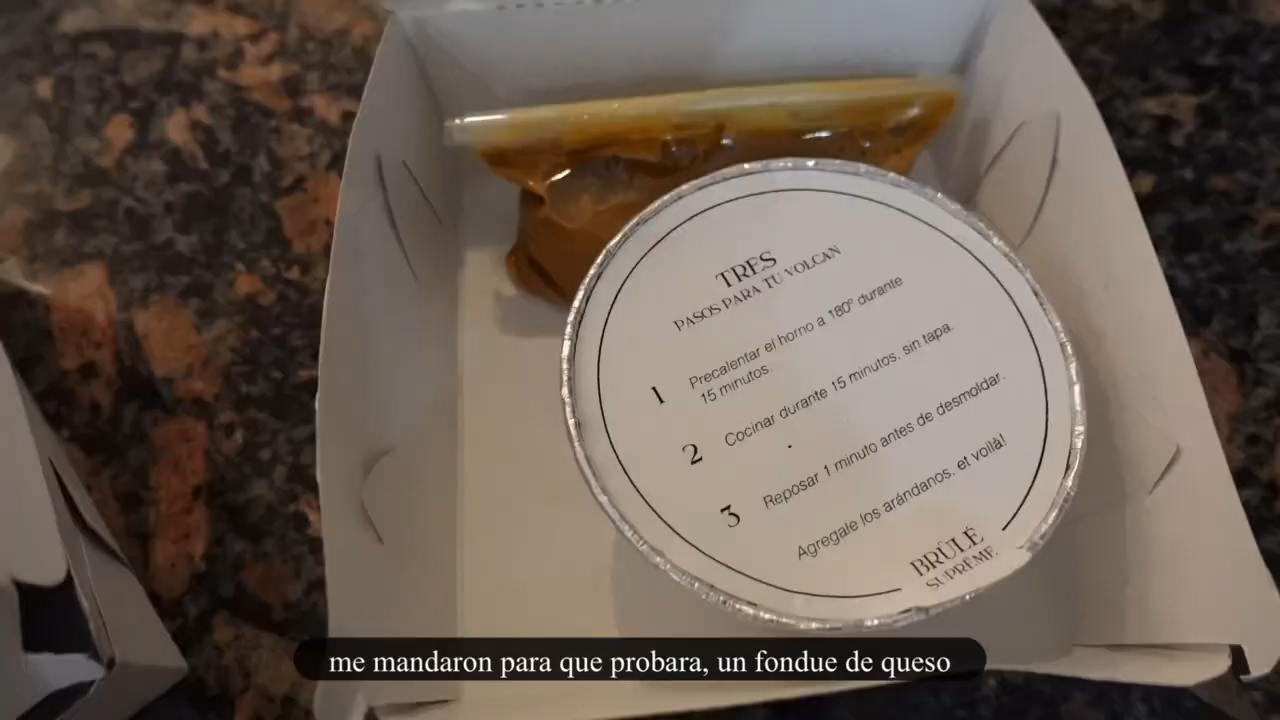 TRES
PASOS PARA TU VOLCAN
1 Precalentar el horno a 180º durante
15 minutos.
2 Cocinar durante 15 minutos, sin tapa.
3 Reposar 1 minuto antes de desmoldar.
Agregale los arándanos, et voilà!
BRÛLÉ
SUPRÊME
me mandaron para que probara, un fondue de queso